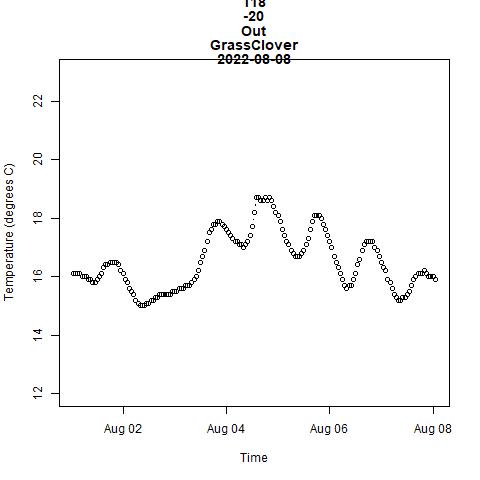 T18
-20
Out
GrassClover
2022-08-08
Temperature (degrees C)
22
20
18
16
14
12
Aug 02 Aug 04 Aug 06 Aug 08
Time